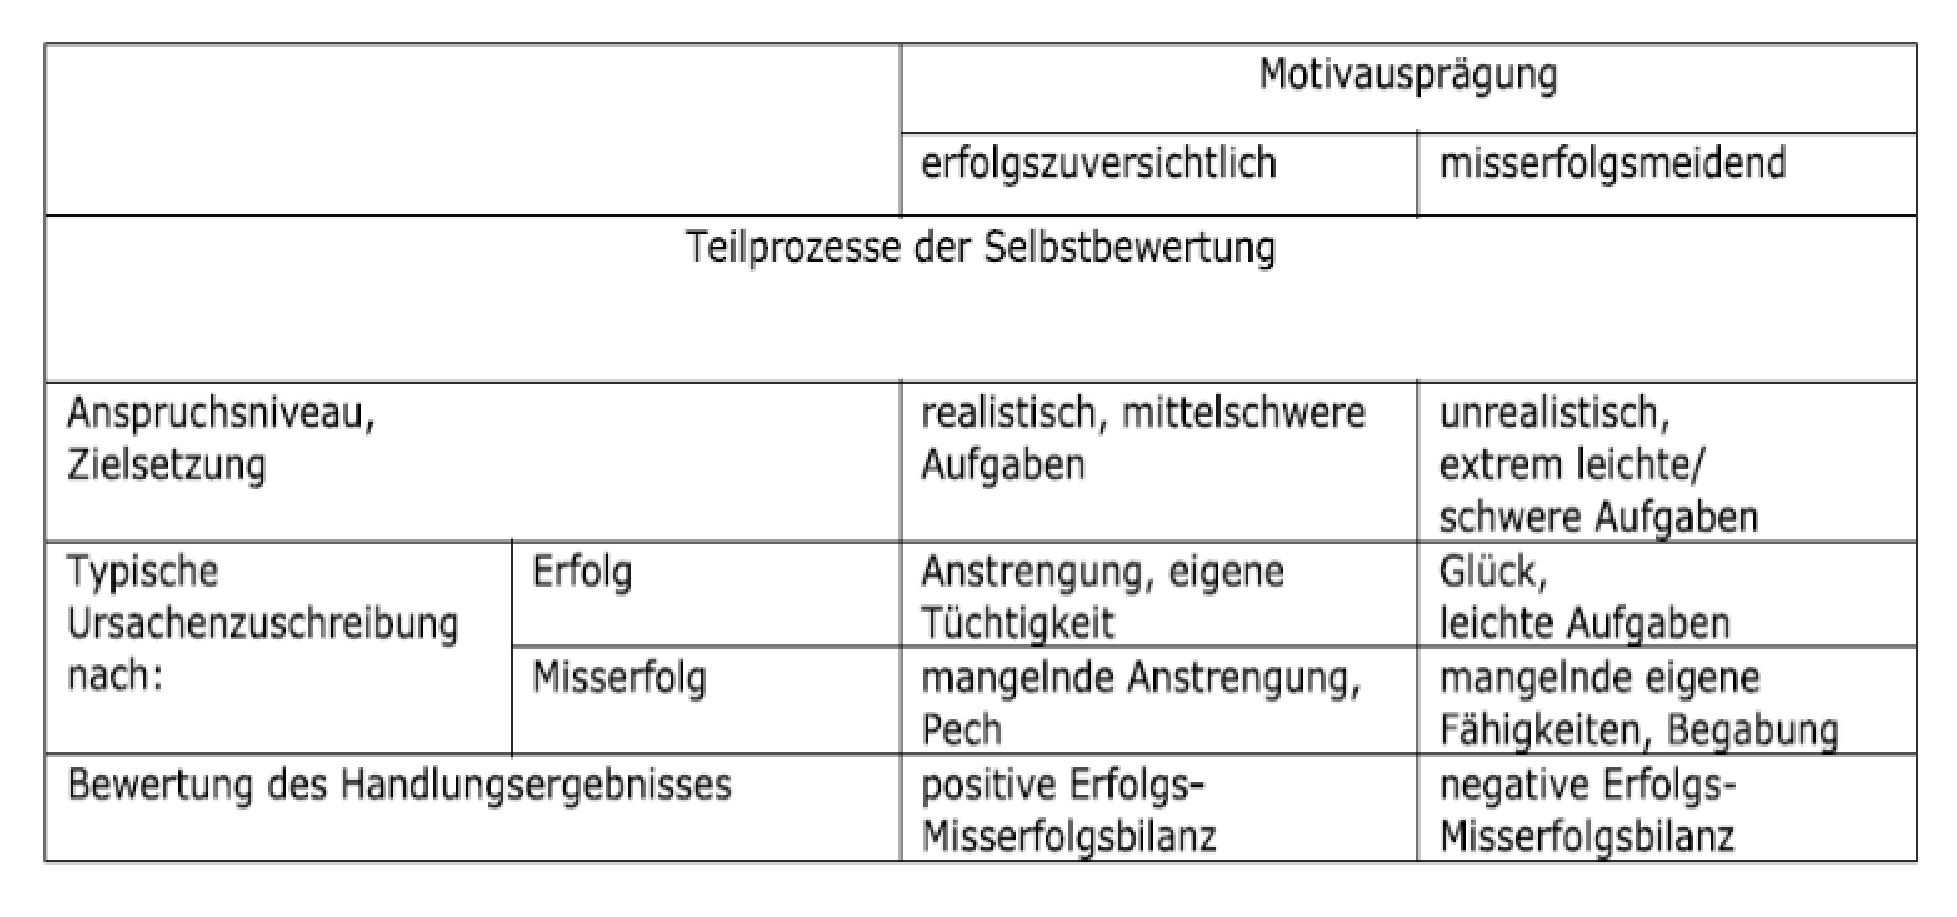 Motivausprägung
erfolgszuversichtlich
misserfolgsmeidend
Teilprozesse der Selbstbewertung
Anspruchsniveau,
Zielsetzung
realistisch, mittelschwere
Aufgaben
unrealistisch,
extrem leichte/
schwere Aufgaben
Typische
Ursachenzuschreibung
nach:
Erfolg
Anstrengung, eigene
Tüchtigkeit
Glück,
leichte Aufgaben
Misserfolg
mangelnde Anstrengung,
Pech
mangelnde eigene
Fähigkeiten, Begabung
Bewertung des Handlungsergebnisses
positive Erfolgs-
Misserfolgsbilanz
negative Erfolgs-
Misserfolgsbilanz